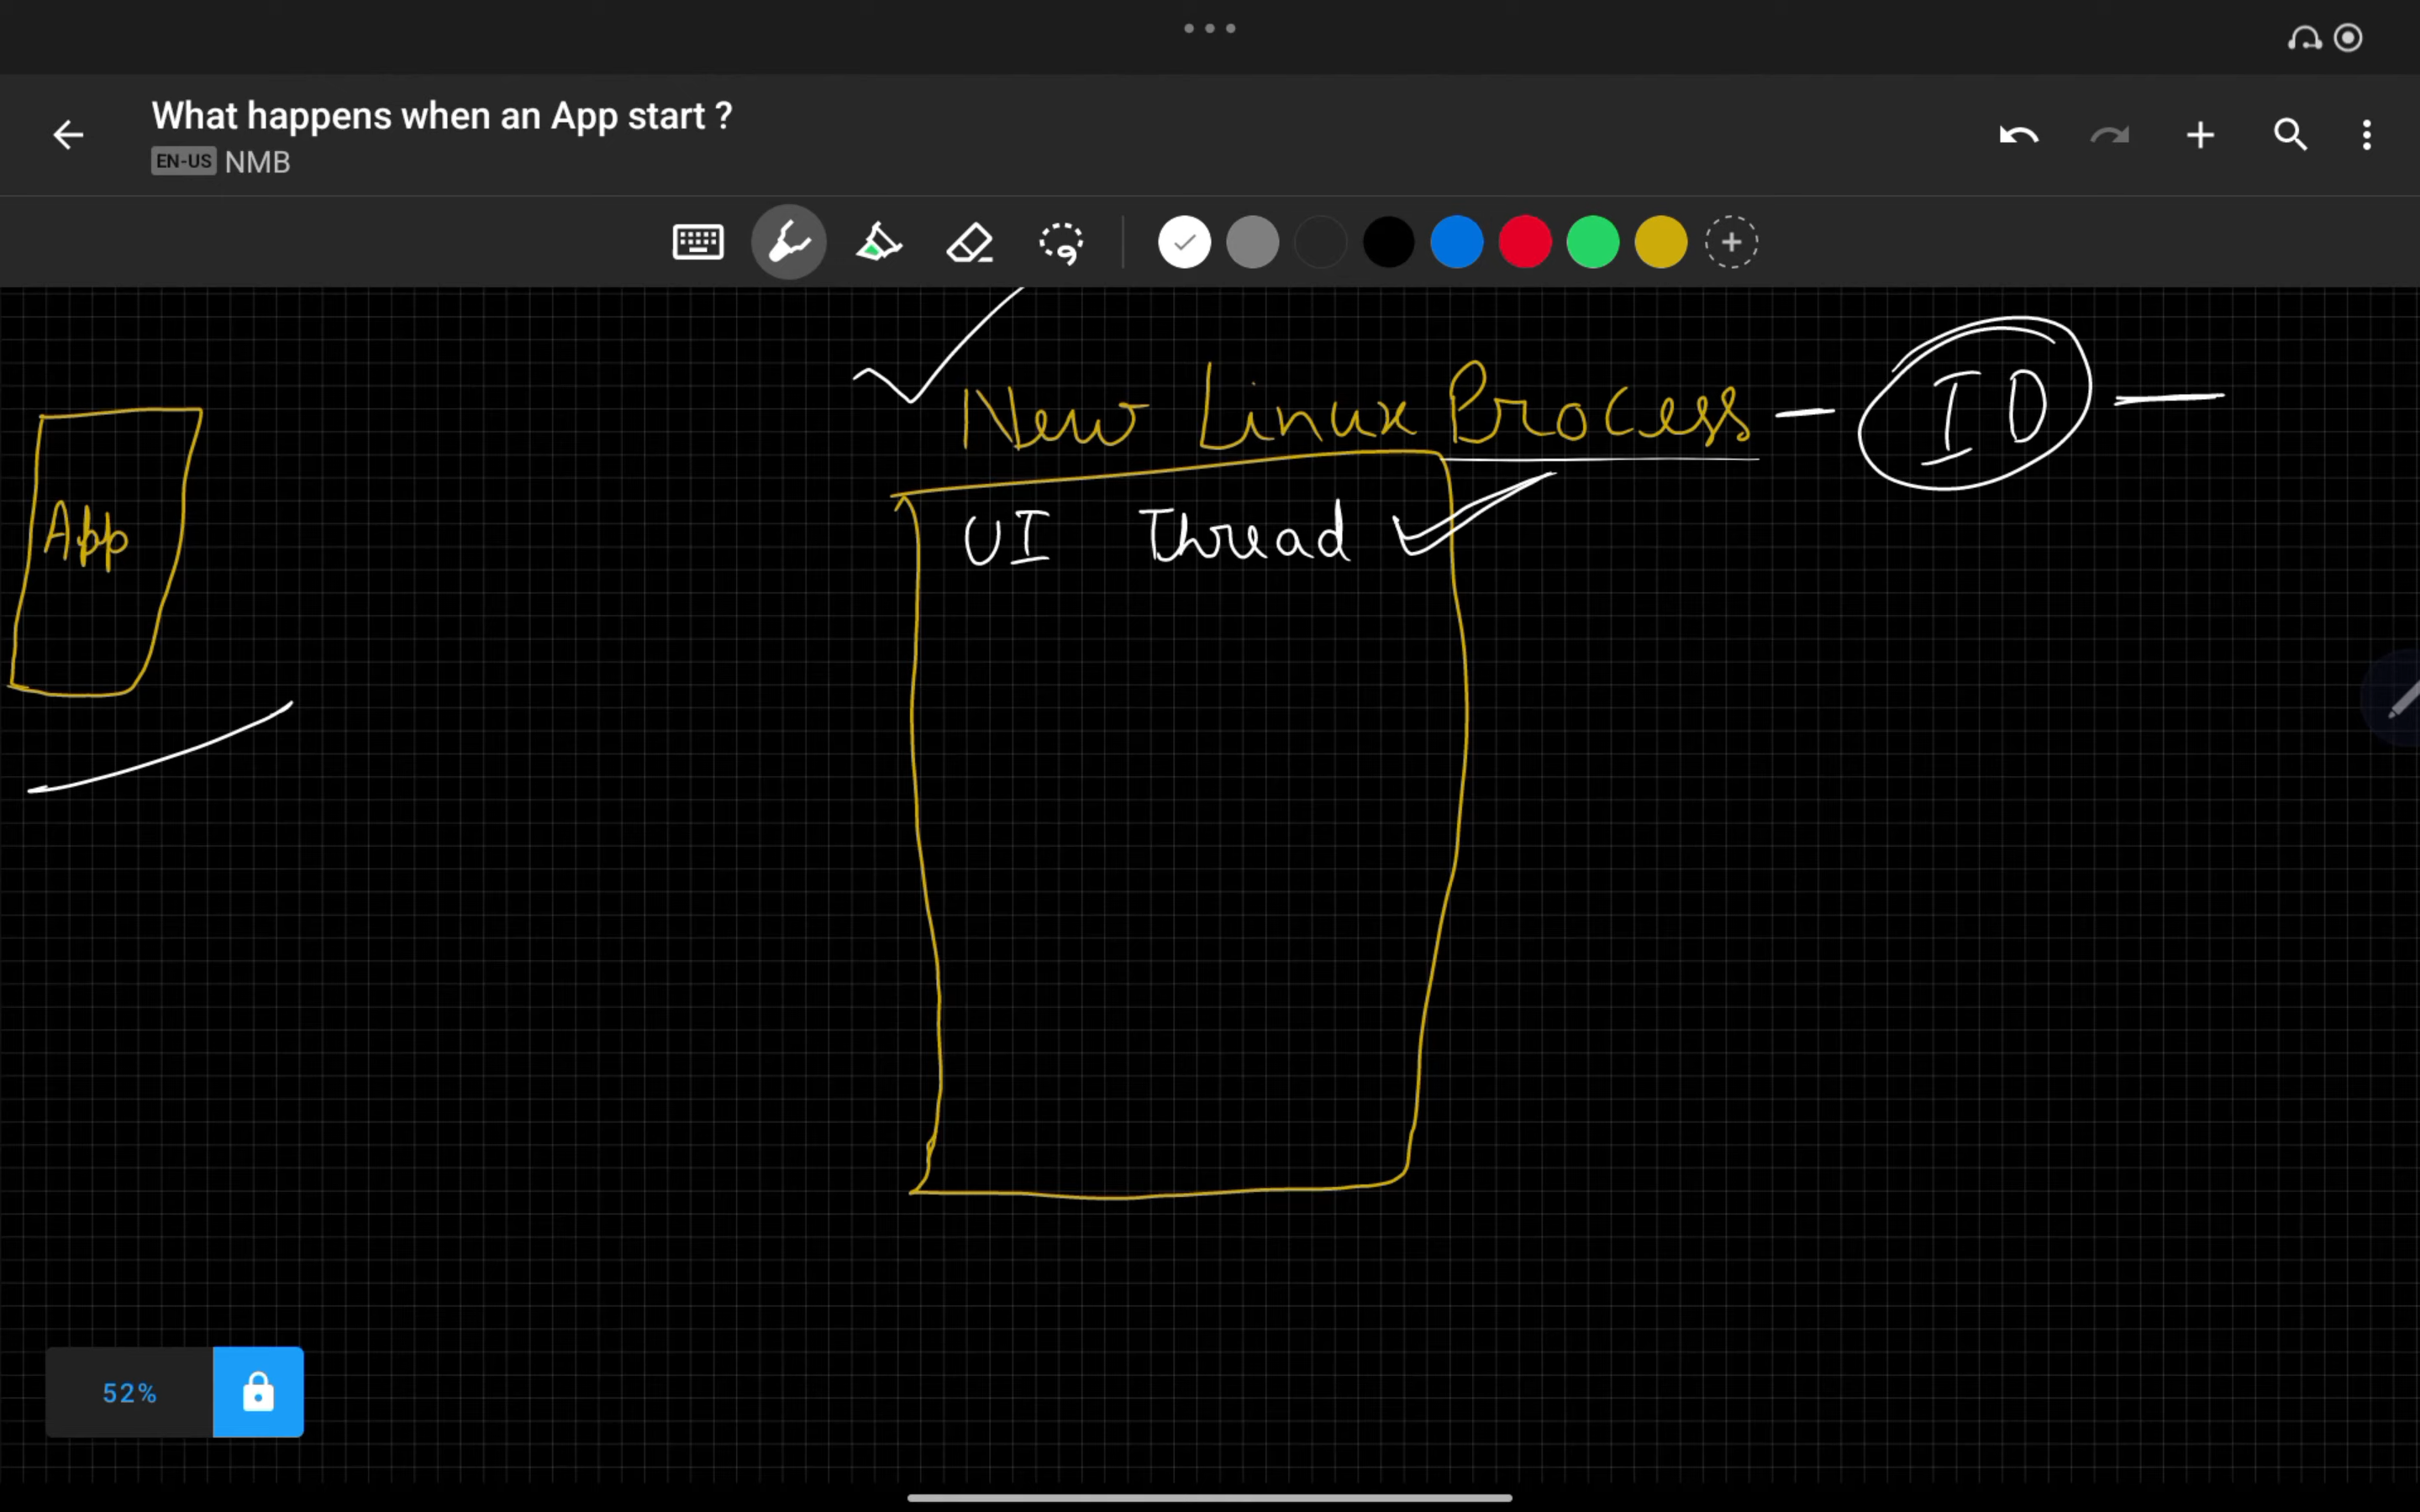 What happens when an App start ?
EN-US NMB
New Linux Process - ID -
App
UI Thread
52%